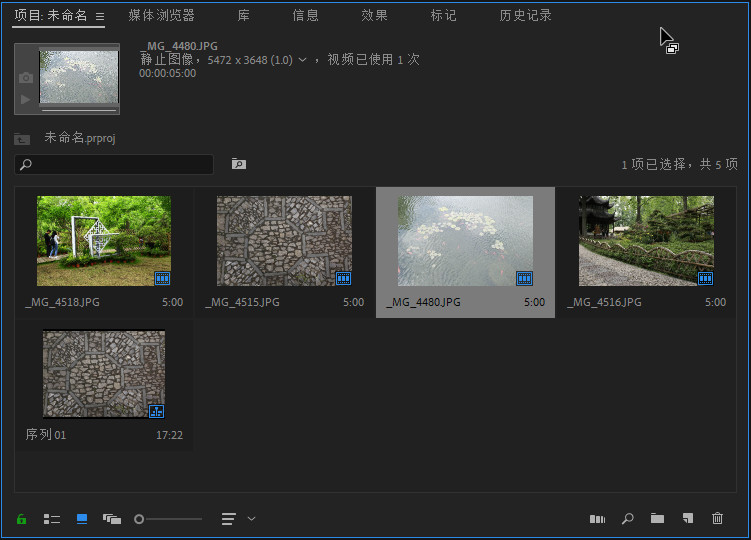 项目: 未命名 媒体浏览器 库 信息 效果 标记 历史记录
_MG_4480.JPG
静止图像，5472 x 3648 (1.0) ，视频已使用 1 次
00:00:05:00
未命名.prproj
1 项已选择，共 5 项
_MG_4518.JPG 5:00 _MG_4515.JPG 5:00 _MG_4480.JPG 5:00 _MG_4516.JPG 5:00
序列 01 17:22